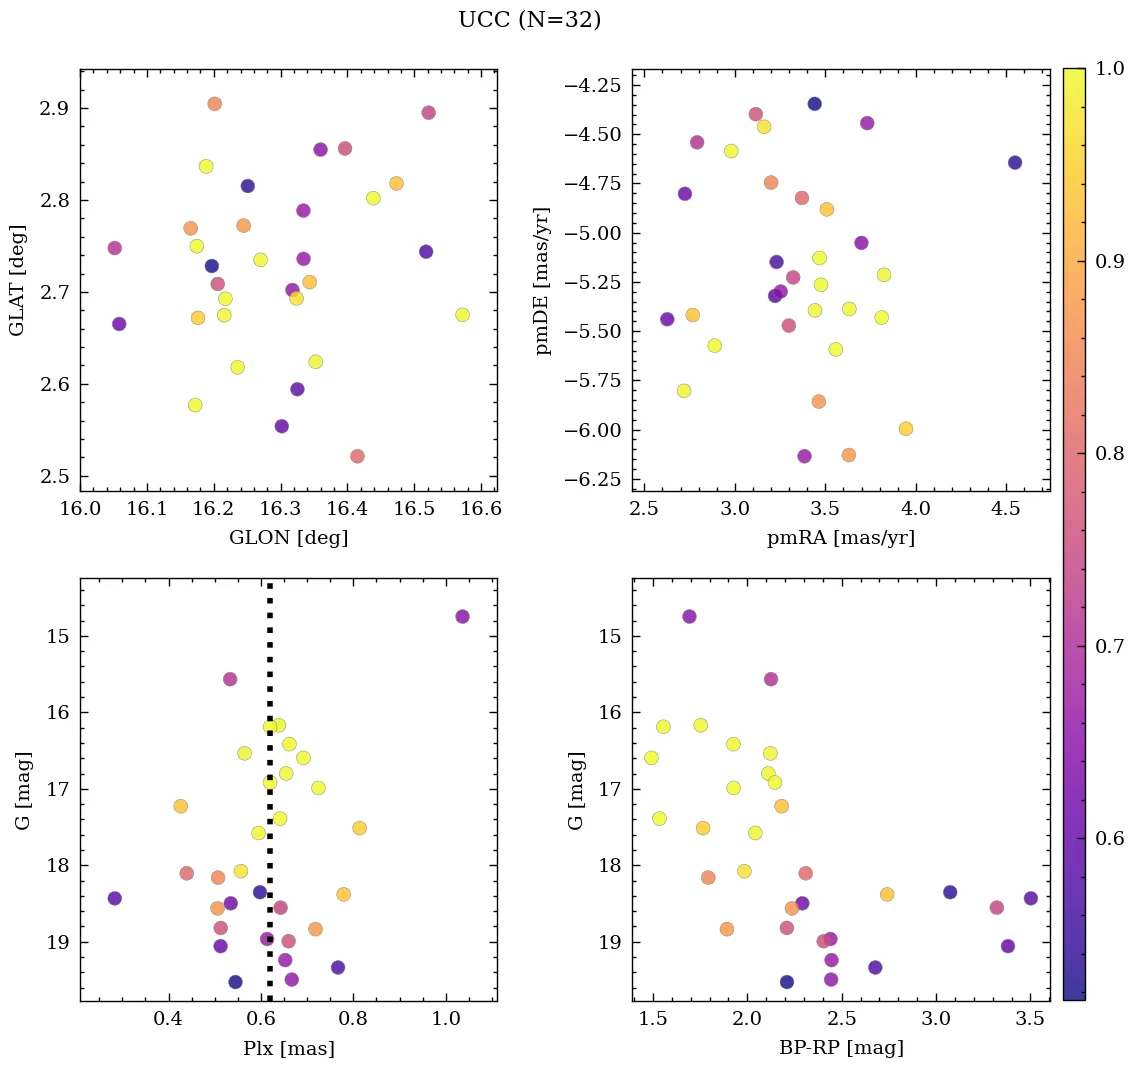 UCC (N=32)
2.9
2.8
2.7
2.6
2.5
GLAT [deg]
16.0 16.1 16.2 16.3 16.4 16.5 16.6
GLON [deg]
−4.25
−4.50
−4.75
−5.00
−5.25
−5.50
−5.75
−6.00
−6.25
pmDE [mas/yr]
2.5 3.0 3.5 4.0 4.5
pmRA [mas/yr]
15
16
17
18
19
G [mag]
0.4 0.6 0.8 1.0
Plx [mas]
15
16
17
18
19
G [mag]
1.5 2.0 2.5 3.0 3.5
BP-RP [mag]
1.0
0.9
0.8
0.7
0.6